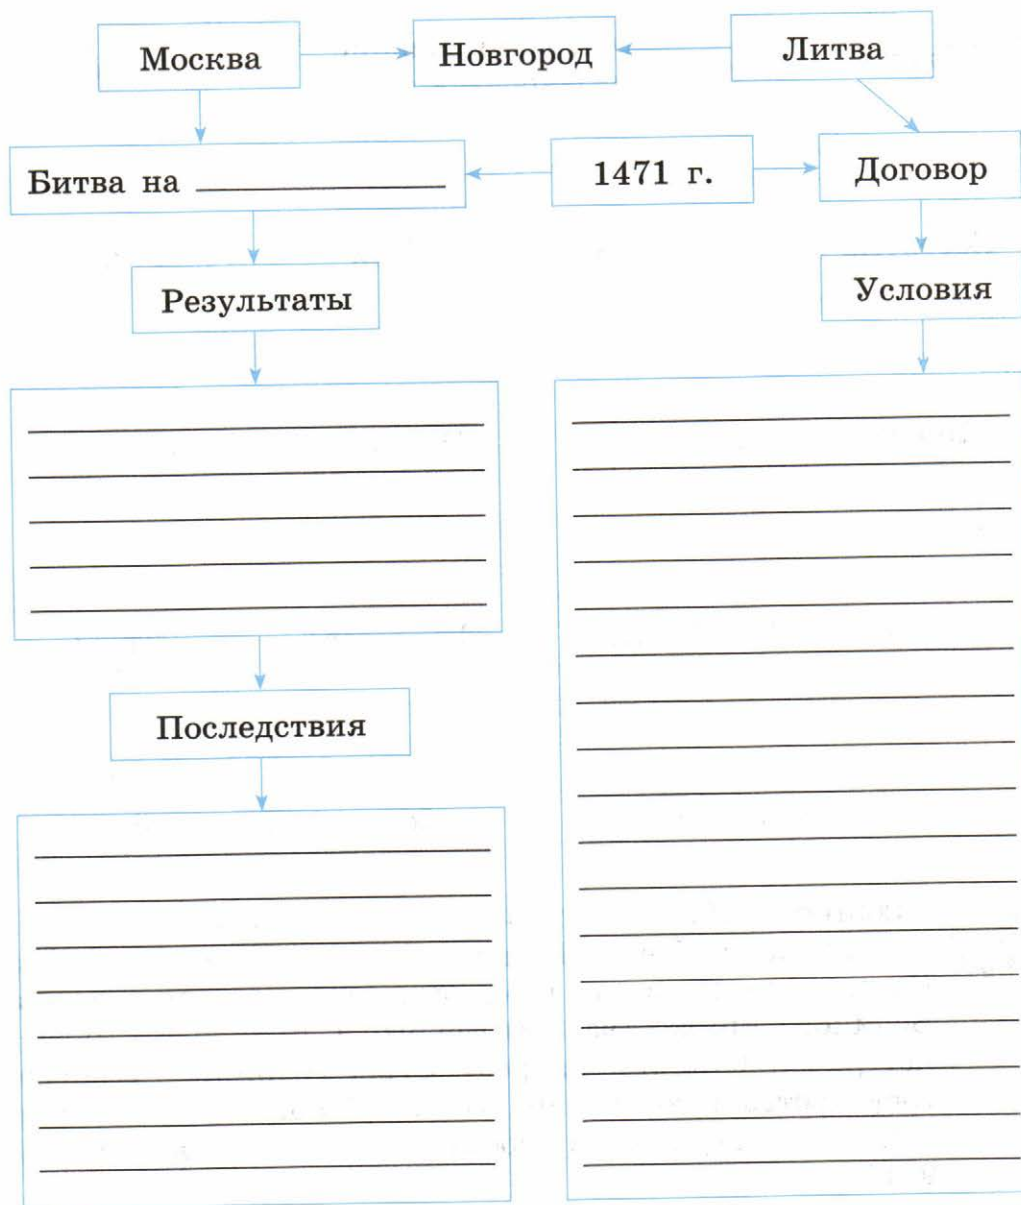 Москва
Новгород
Литва
Битва на
1471 г.
Договор
Результаты
Условия
Последствия